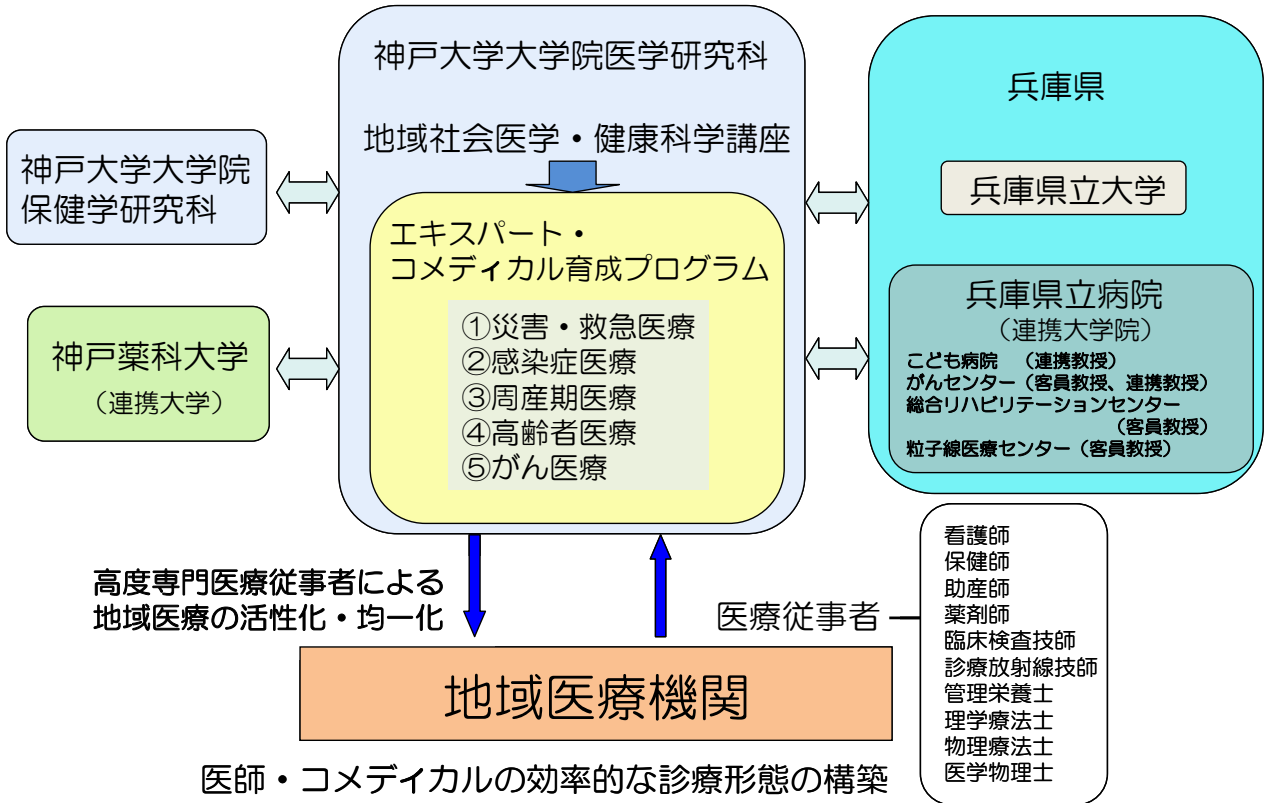 神戸大学大学院医学研究科
地域社会医学・健康科学講座
エキスパート・
コメディカル育成プログラム
①災害・救急医療
②感染症医療
③周産期医療
④高齢者医療
⑤がん医療
神戸大学大学院
保健学研究科
神戸薬科大学
（連携大学）
兵庫県
兵庫県立大学
兵庫県立病院
（連携大学院）
こども病院　（連携教授）
がんセンター（客員教授、連携教授）
総合リハビリテーションセンター
（客員教授）
粒子線医療センター（客員教授）
高度専門医療従事者による
地域医療の活性化・均一化
医療従事者
看護師
保健師
助産師
薬剤師
臨床検査技師
診療放射線技師
管理栄養士
理学療法士
物理療法士
医学物理士
地域医療機関
医師・コメディカルの効率的な診療形態の構築